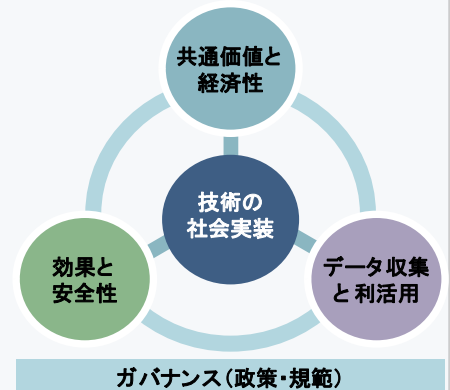 共通価値と
経済性
技術の
社会実装
効果と
安全性
データ収集
と利活用
ガバナンス(政策・規範)